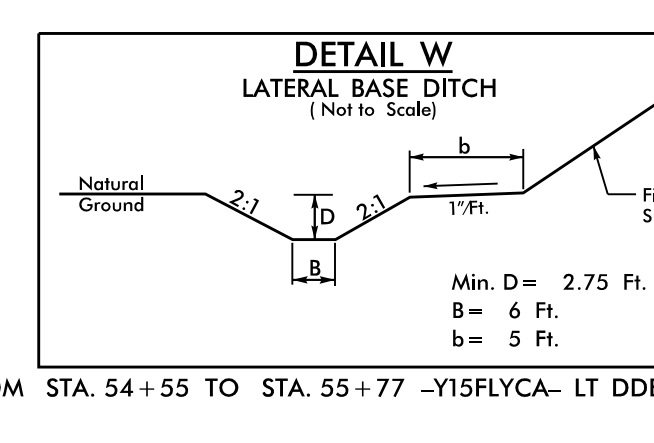 DETAIL W
LATERAL BASE DITCH
( Not to Scale)
b
Natural
Ground
2:1
D
2:1
1"/Ft.
B
Min. D = 2.75 Ft.
B = 6 Ft.
b = 5 Ft.
STA. 54+55 TO STA. 55+77 -Y15FLYCA- LT